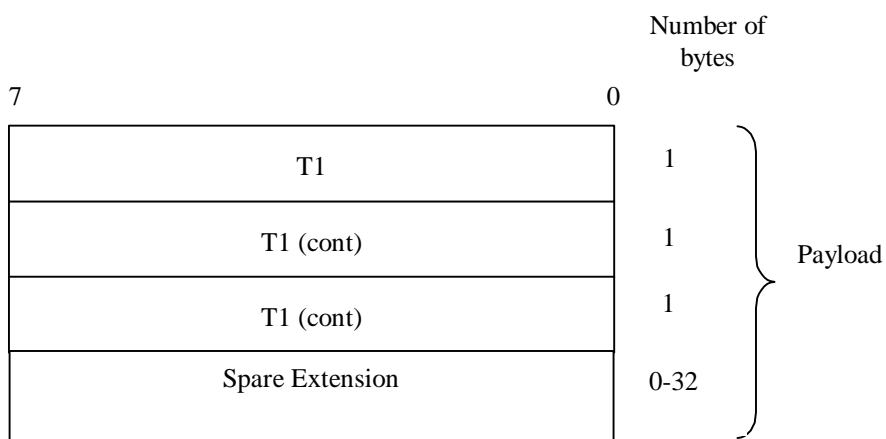 Number of
bytes
7 0
T1 1
T1 (cont) 1
Payload
T1 (cont) 1
Spare Extension 0-32